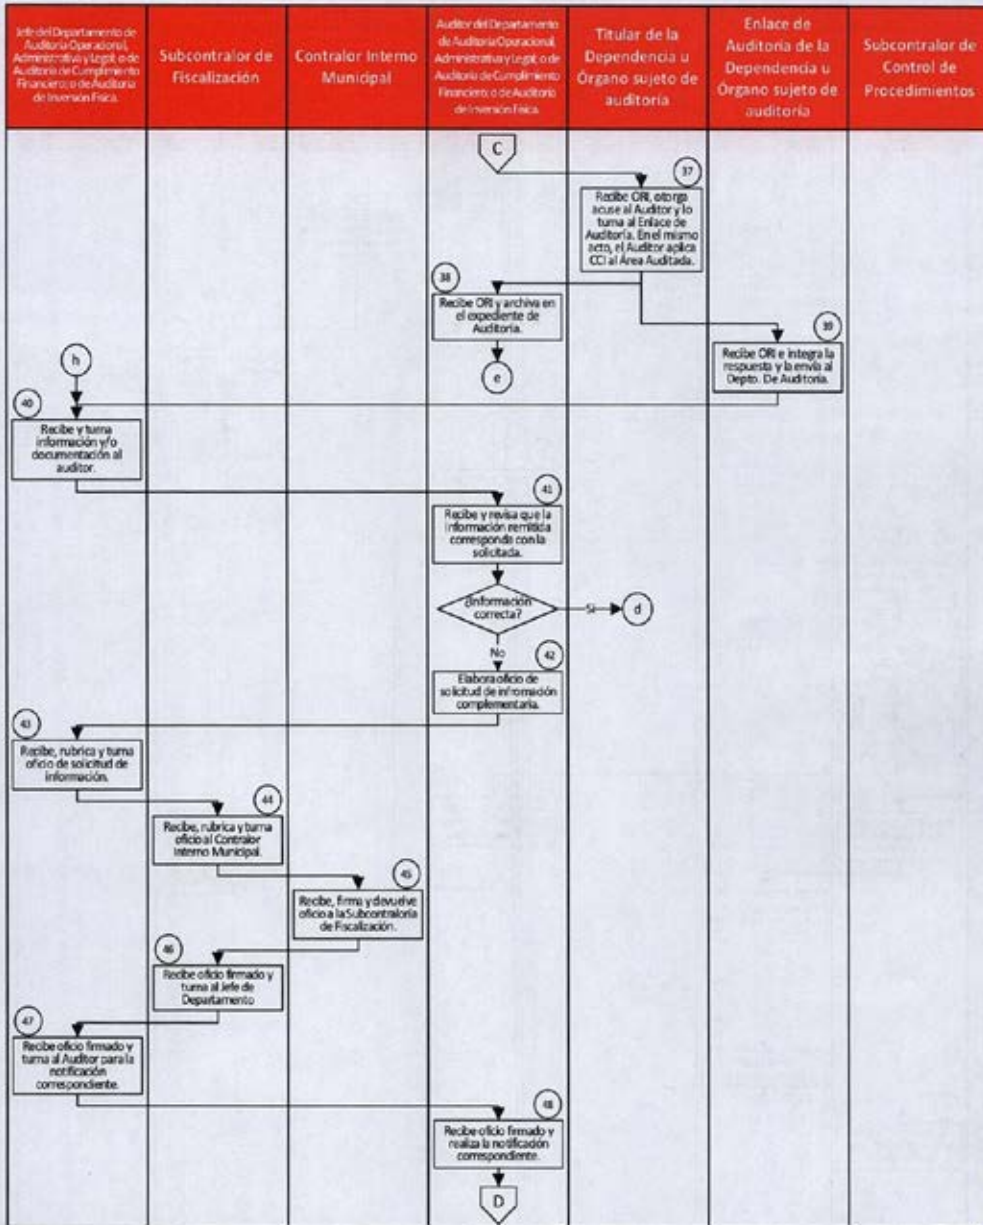 Jefe del Departamento de
Auditoría Operacional,
Administrativa y Legal; o de
Auditoría de Cumplimiento
Financiero; o de Auditoría
de Inversión Física.
Subcontralor de
Fiscalización
Contralor Interno
Municipal
Auditor del Departamento
de Auditoría Operacional,
Administrativa y Legal; o de
Auditoría de Cumplimiento
Financiero; o de Auditoría
de Inversión Física.
Titular de la
Dependencia u
Órgano sujeto de
auditoría
Enlace de
Auditoría de la
Dependencia u
Órgano sujeto de
auditoría
Subcontralor de
Control de
Procedimientos
C
37
Recibe ORI, otorga
acuse al Auditor y lo
turna al Enlace de
Auditoría. En el mismo
acto, el Auditor aplica
CCI al Área Auditada.
38
Recibe ORI y archiva en
el expediente de
Auditoría.
e
39
Recibe ORI e integra la
respuesta y la envía al
Depto. De Auditoría.
h
40
Recibe y turna
información y/o
documentación al
auditor.
41
Recibe y revisa que la
información remitida
corresponda con la
solicitada.
¿Información
correcta?
Si
d
No
42
Elabora oficio de
solicitud de infromación
complementaria.
43
Recibe, rubrica y turna
oficio de solicitud de
información.
44
Recibe, rubrica y turna
oficio al Contralor
Interno Municipal.
45
Recibe, firma y devuelve
oficio a la Subcontraloría
de Fiscalización.
46
Recibe oficio firmado y
turna al Jefe de
Departamento
47
Recibe oficio firmado y
turna al Auditor para la
notificación
correspondiente.
48
Recibe oficio firmado y
realiza la notificación
correspondiente.
D